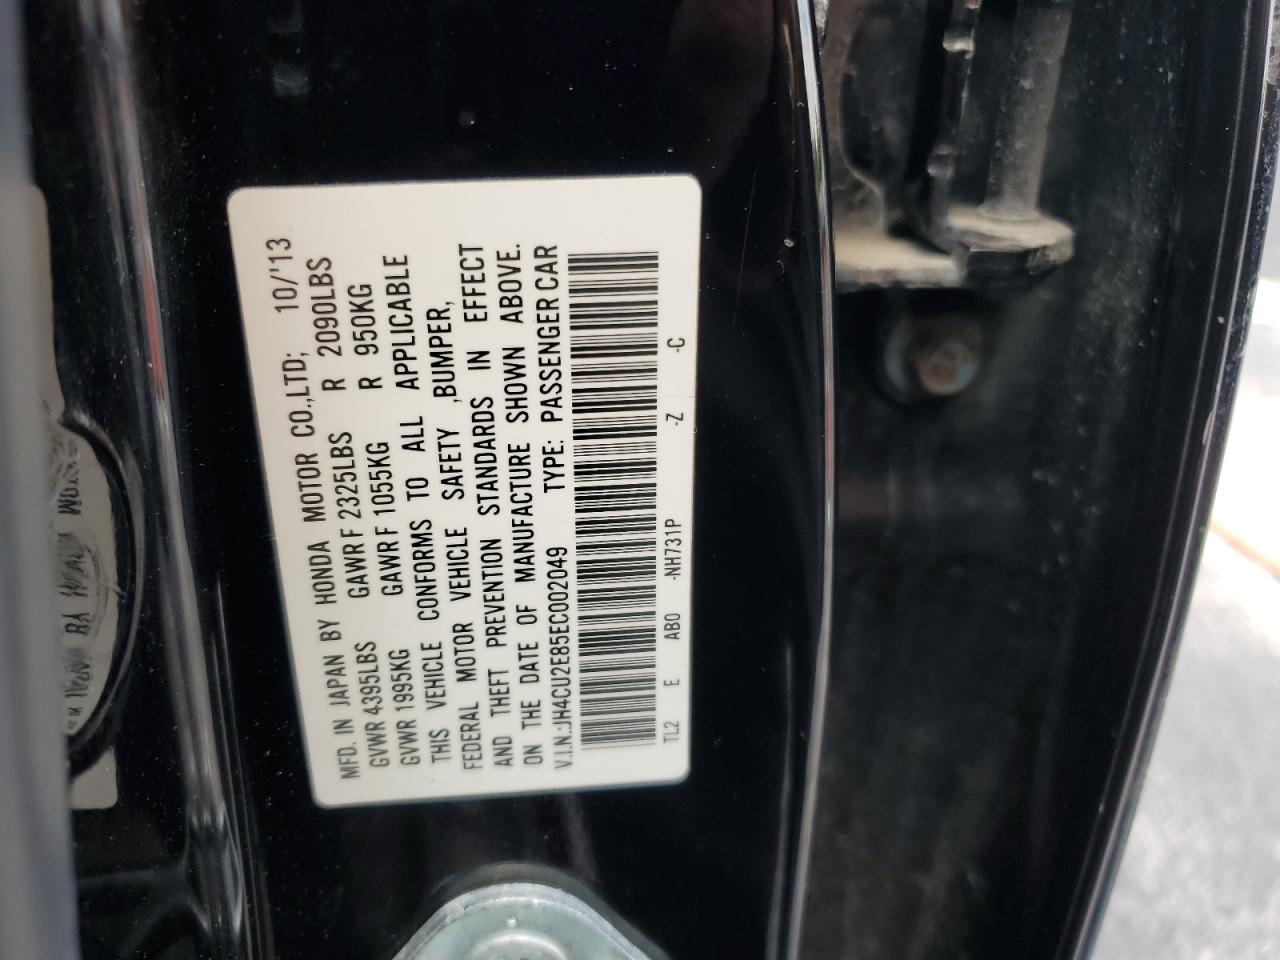 MFD. IN JAPAN BY HONDA MOTOR CO.,LTD; 10/'13
GVWR 4395LBS GAWR F 2325LBS R 2090LBS
GVWR 1995KG GAWR F 1055KG R 950KG
THIS VEHICLE CONFORMS TO ALL APPLICABLE
FEDERAL MOTOR VEHICLE SAFETY ,BUMPER,
AND THEFT PREVENTION STANDARDS IN EFFECT
ON THE DATE OF MANUFACTURE SHOWN ABOVE.
V.I.N.:JH4CU2E85EC002049 TYPE: PASSENGER CAR
TL2 E AB0 -NH731P -Z -C